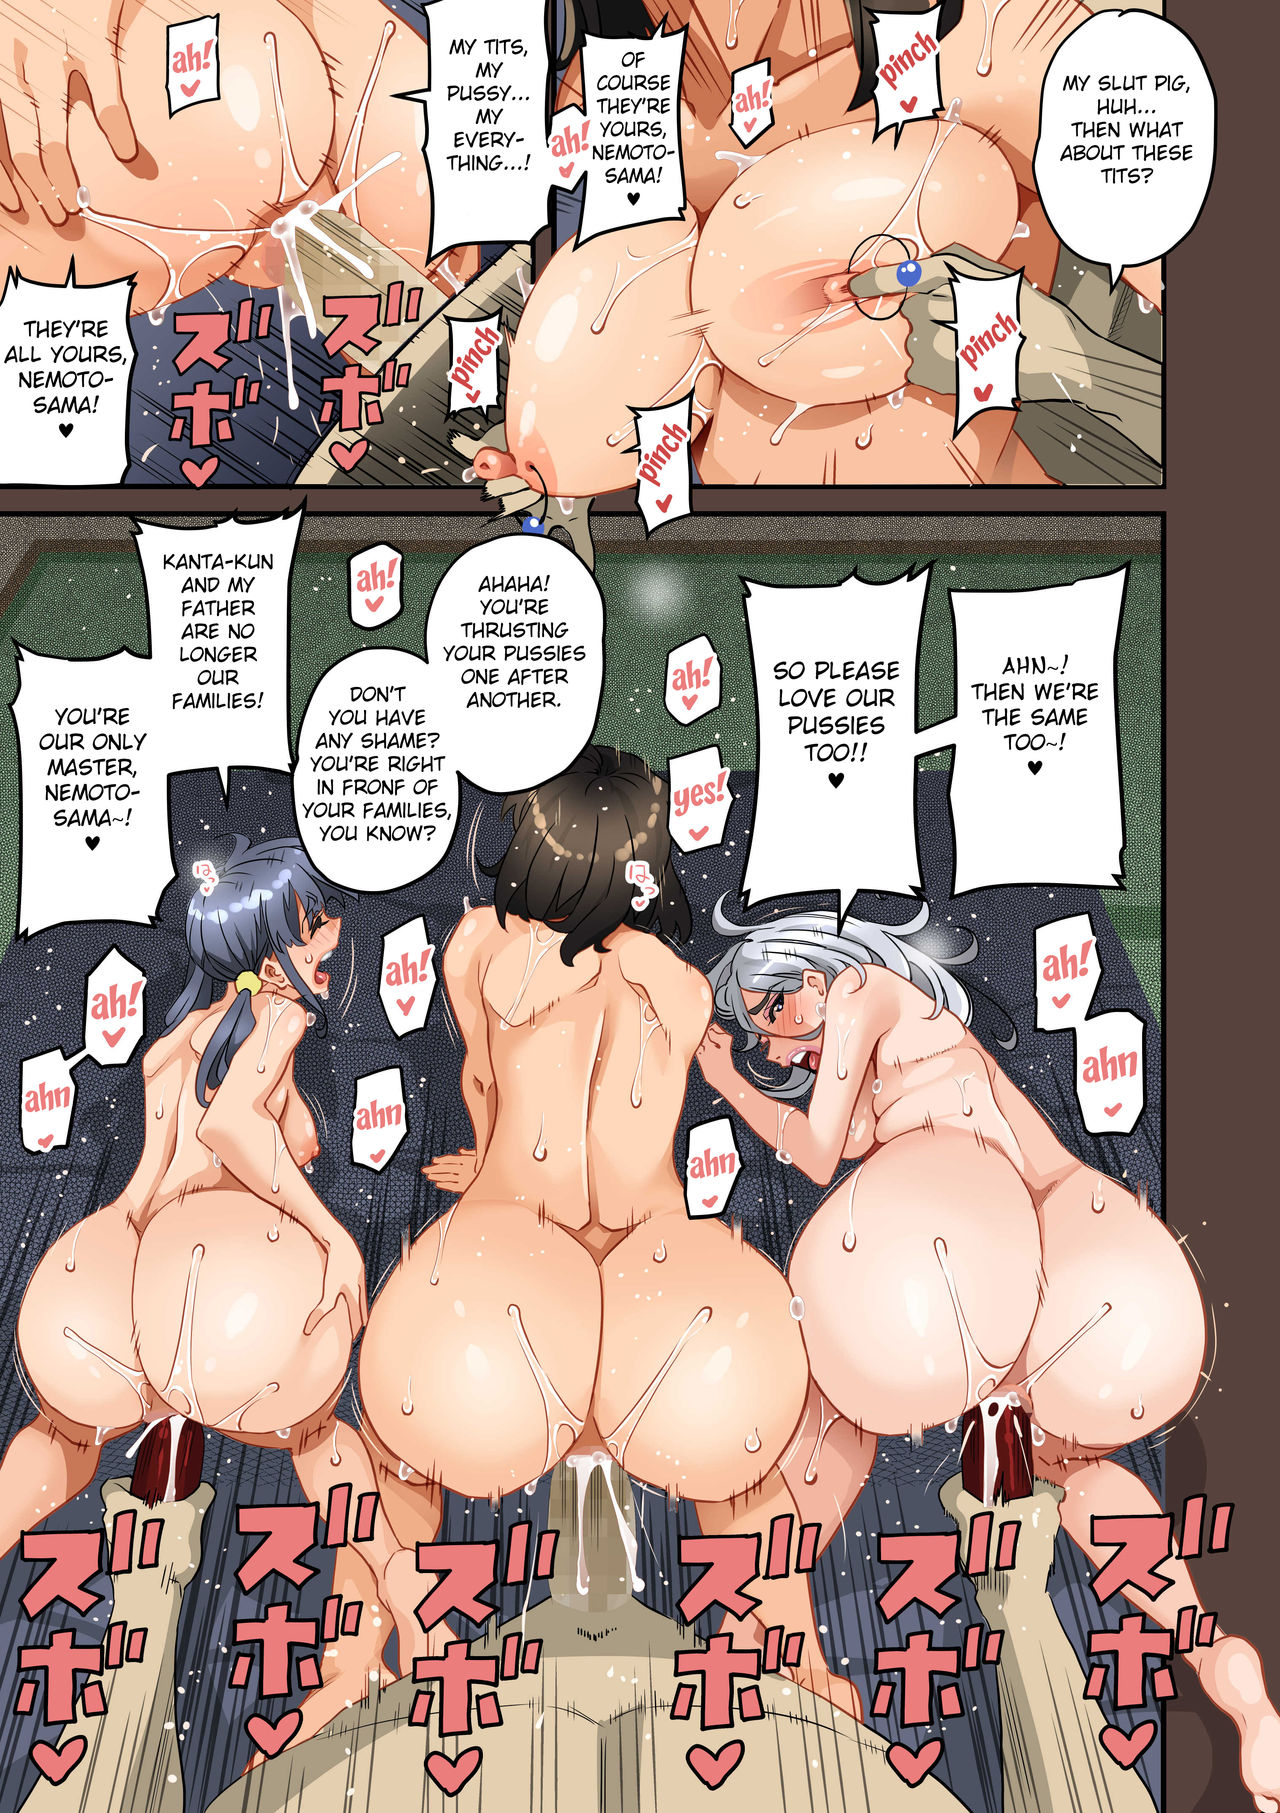 MY SLUT PIG,
HUH...
THEN WHAT
ABOUT THESE
TITS?
pinch
ah!
OF
COURSE
THEY'RE
YOURS,
NEMOTO-
SAMA!
♥
ah!
pinch
pinch
pinch
MY TITS,
MY
PUSSY...
MY
EVERY-
THING...!
ah!
THEY'RE
ALL YOURS,
NEMOTO-
SAMA!
♥
ズボ
ズボ
AHN~!
THEN WE'RE
THE SAME
TOO~!
♥
SO PLEASE
LOVE OUR
PUSSIES
TOO!!
♥
ah!
yes!
AHAHA!
YOU'RE
THRUSTING
YOUR PUSSIES
ONE AFTER
ANOTHER.
DON'T
YOU HAVE
ANY SHAME?
YOU'RE RIGHT
IN FRONF OF
YOUR FAMILIES,
YOU KNOW?
ah!
KANTA-KUN
AND MY
FATHER
ARE NO
LONGER
OUR
FAMILIES!
YOU'RE
OUR ONLY
MASTER,
NEMOTO-
SAMA~!
♥
はっ
はっ
ah!
ahn
ahn
ah!
ahn
ah!
ahn
ズボ
ズボ
ズボ
ズボ
ズボ
ズボ